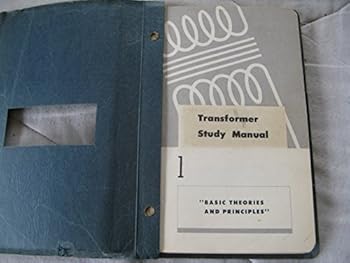 Transformer
Study Manual
1
"BASIC THEORIES
AND PRINCIPLES"